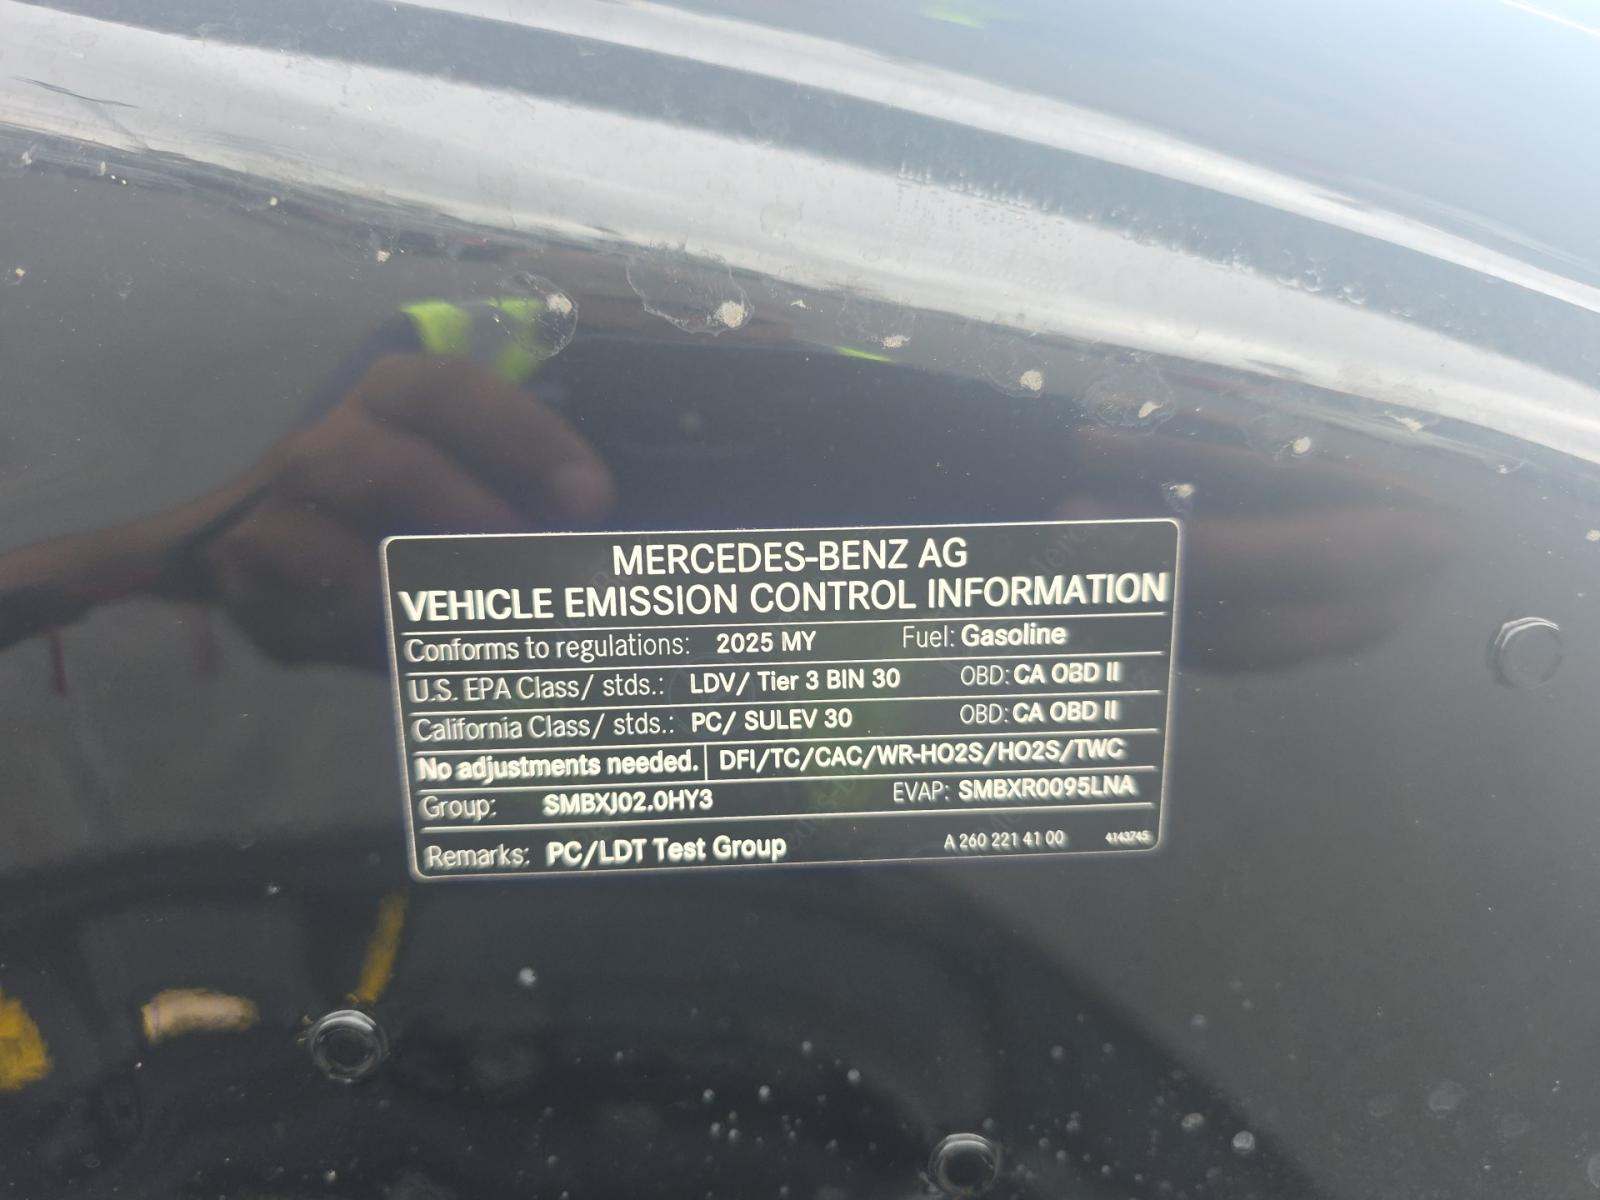 MERCEDES-BENZ AG
VEHICLE EMISSION CONTROL INFORMATION
Conforms to regulations: 2025 MY Fuel: Gasoline
U.S. EPA Class/ stds.: LDV/ Tier 3 BIN 30 OBD: CA OBD II
California Class/ stds.: PC/ SULEV 30 OBD: CA OBD II
No adjustments needed. DFI/TC/CAC/WR-HO2S/HO2S/TWC
Group: SMBXJ02.0HY3 EVAP: SMBXR0095LNA
Remarks: PC/LDT Test Group A 260 221 41 00 4143745